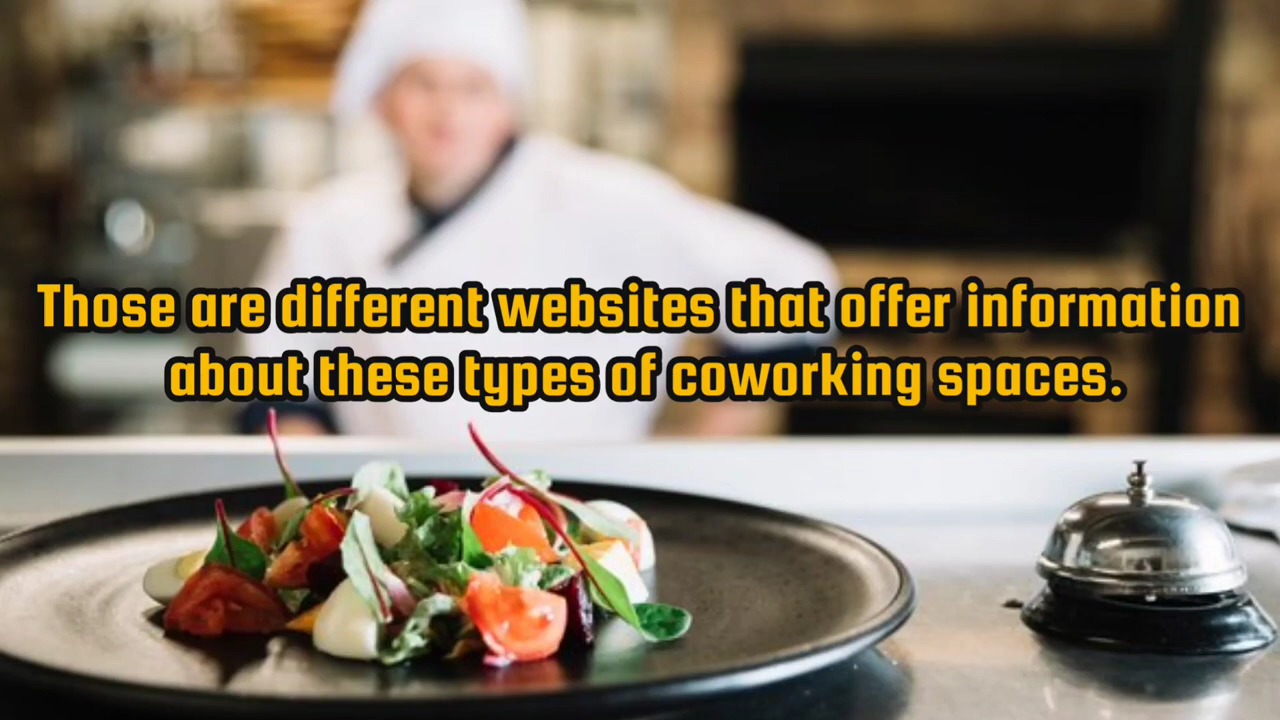 Those are different websites that offer information
about these types of coworking spaces.